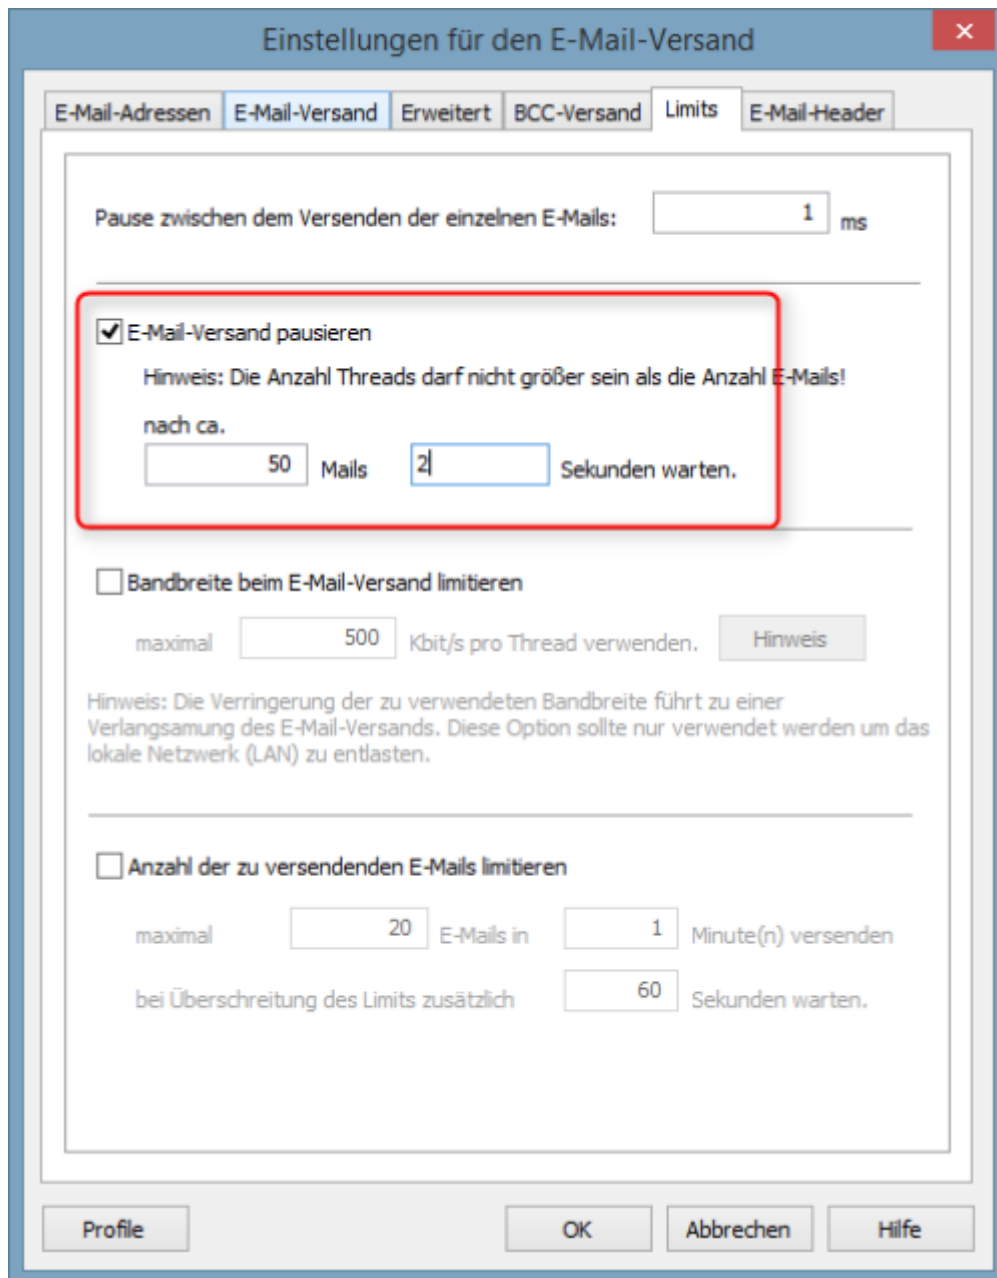 Einstellungen für den E-Mail-Versand
E-Mail-Adressen E-Mail-Versand Erweitert BCC-Versand Limits E-Mail-Header
Pause zwischen dem Versenden der einzelnen E-Mails: 1 ms
E-Mail-Versand pausieren
Hinweis: Die Anzahl Threads darf nicht größer sein als die Anzahl E-Mails!
nach ca.
50 Mails 2 Sekunden warten.
Bandbreite beim E-Mail-Versand limitieren
maximal 500 Kbit/s pro Thread verwenden. Hinweis
Hinweis: Die Verringerung der zu verwendeten Bandbreite führt zu einer
Verlangsamung des E-Mail-Versands. Diese Option sollte nur verwendet werden um das
lokale Netzwerk (LAN) zu entlasten.
Anzahl der zu versendenden E-Mails limitieren
maximal 20 E-Mails in 1 Minute(n) versenden
bei Überschreitung des Limits zusätzlich 60 Sekunden warten.
Profile OK Abbrechen Hilfe